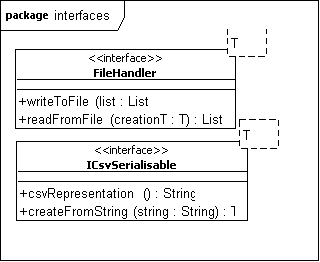 package interfaces
T
<<interface>>
FileHandler
+writeToFile (list : List
+readFromFile (creationT : T) : List
T
<<interface>>
ICsvSerialisable
+csvRepresentation () : String
+createFromString (string : String) : T